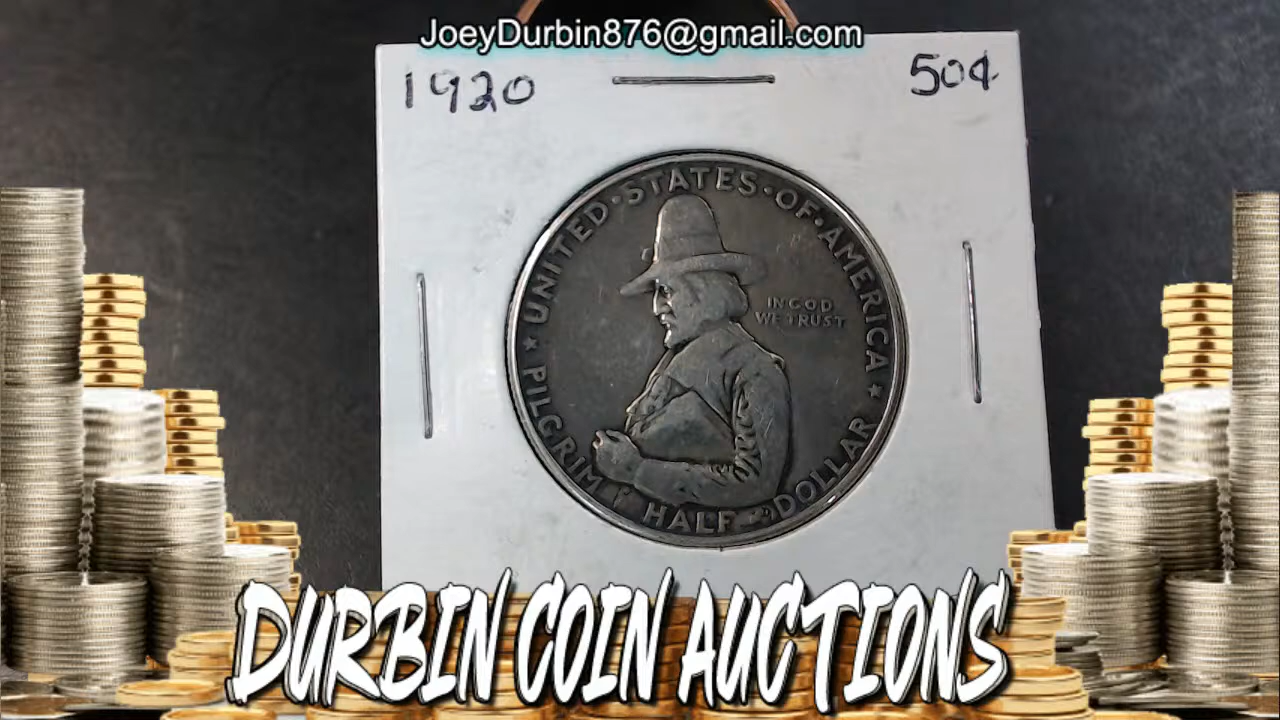 JoeyDurbin876@gmail.com
1920
50¢
UNITED·STATES·OF·AMERICA
IN GOD
WE TRUST
PILGRIM HALF DOLLAR
DURBIN COIN AUCTIONS